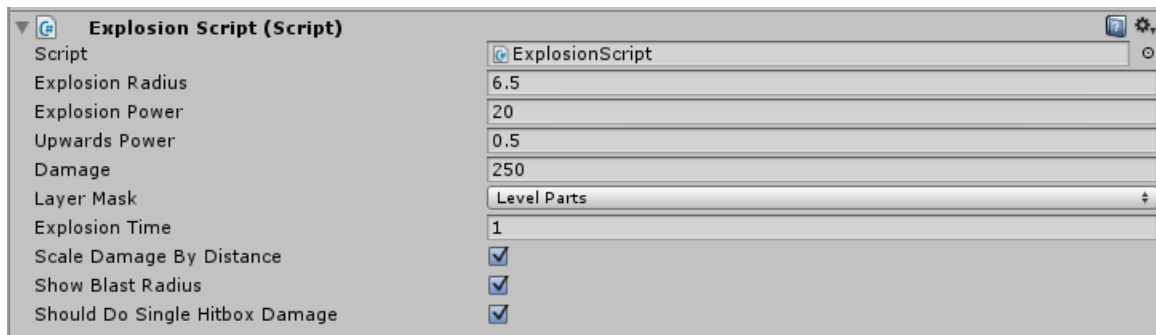 Explosion Script (Script)
Script ExplosionScript
Explosion Radius 6.5
Explosion Power 20
Upwards Power 0.5
Damage 250
Layer Mask Level Parts
Explosion Time 1
Scale Damage By Distance
Show Blast Radius
Should Do Single Hitbox Damage